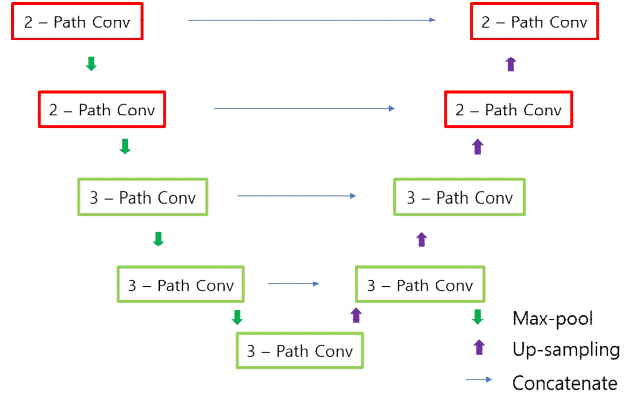 2 – Path Conv
2 – Path Conv
2 – Path Conv
2 – Path Conv
3 – Path Conv
3 – Path Conv
3 – Path Conv
3 – Path Conv
3 – Path Conv
Max-pool
Up-sampling
Concatenate